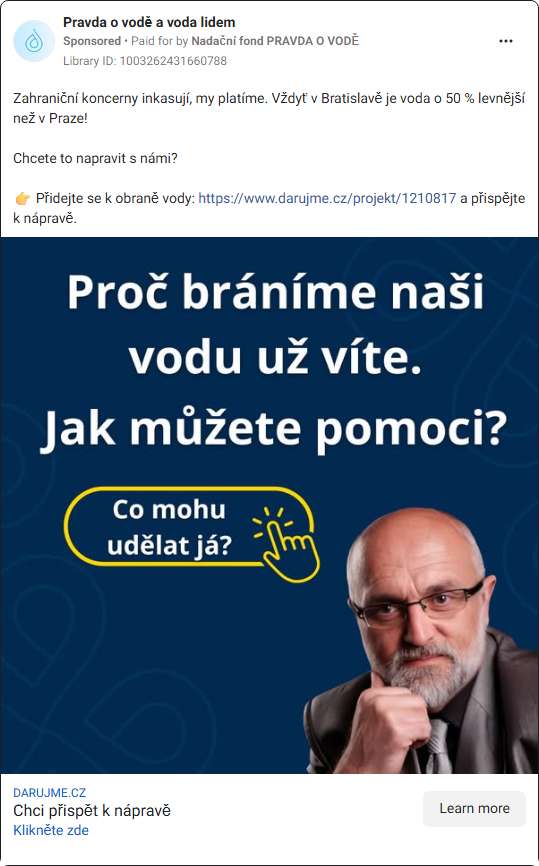 Pravda o vodě a voda lidem
Sponsored • Paid for by Nadační fond PRAVDA O VODĚ
Library ID: 1003262431660788
Zahraniční koncerny inkasují, my platíme. Vždyť v Bratislavě je voda o 50 % levnější
než v Praze!
Chcete to napravit s námi?
👉 Přidejte se k obraně vody: https://www.darujme.cz/projekt/1210817 a přispějte
k nápravě.
Proč bráníme naši
vodu už víte.
Jak můžete pomoci?
Co mohu
udělat já?
DARUJME.CZ
Chci přispět k nápravě
Klikněte zde
Learn more